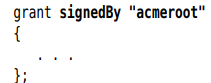 grant signedBy "acmeroot"
{
. . .
};